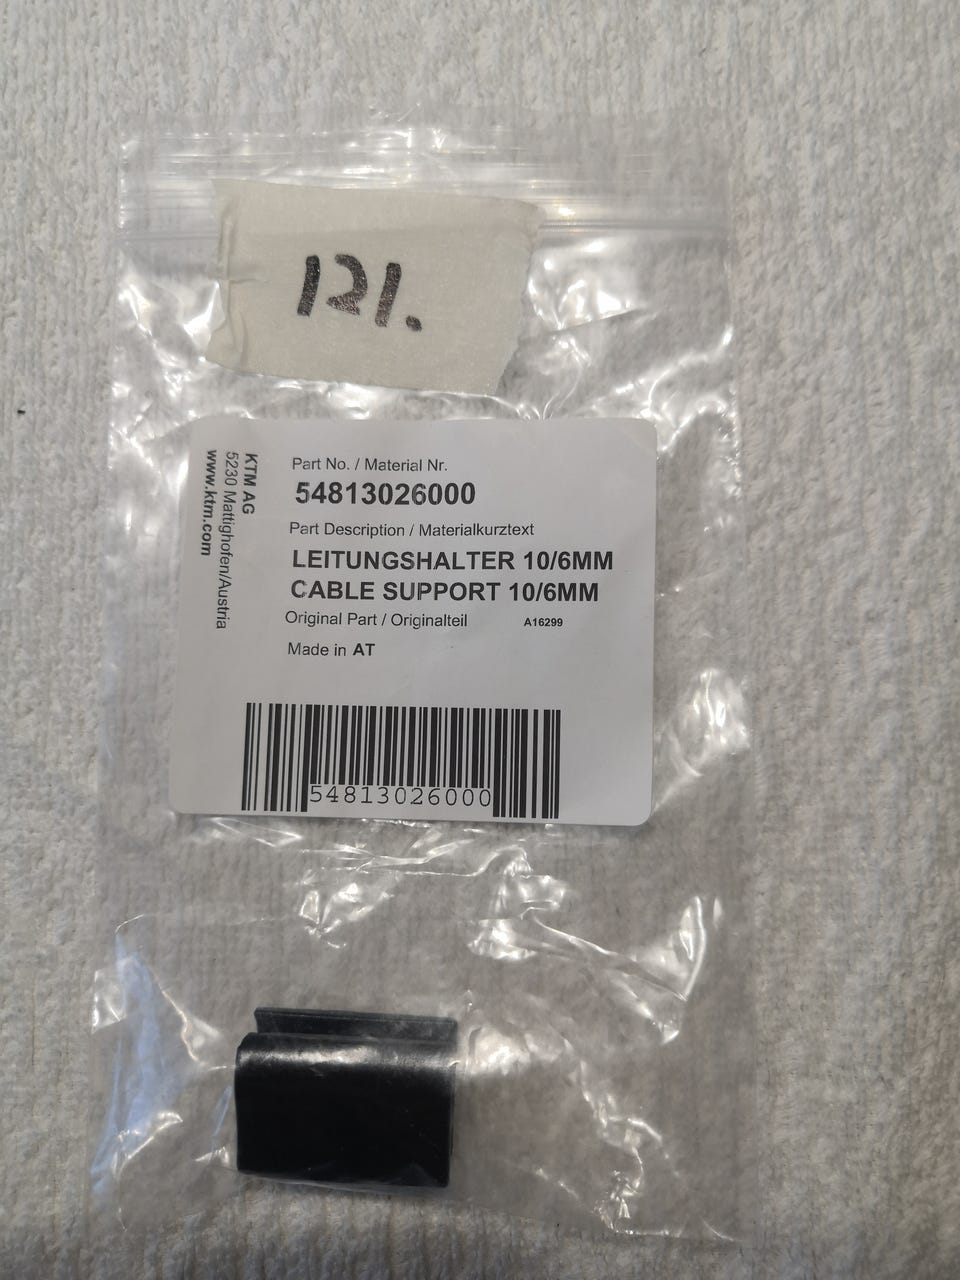 121.
KTM AG
5230 Mattighofen/Austria
www.ktm.com
Part No. / Material Nr.
54813026000
Part Description / Materialkurztext
LEITUNGSHALTER 10/6MM
CABLE SUPPORT 10/6MM
Original Part / Originalteil A16299
Made in AT
54813026000